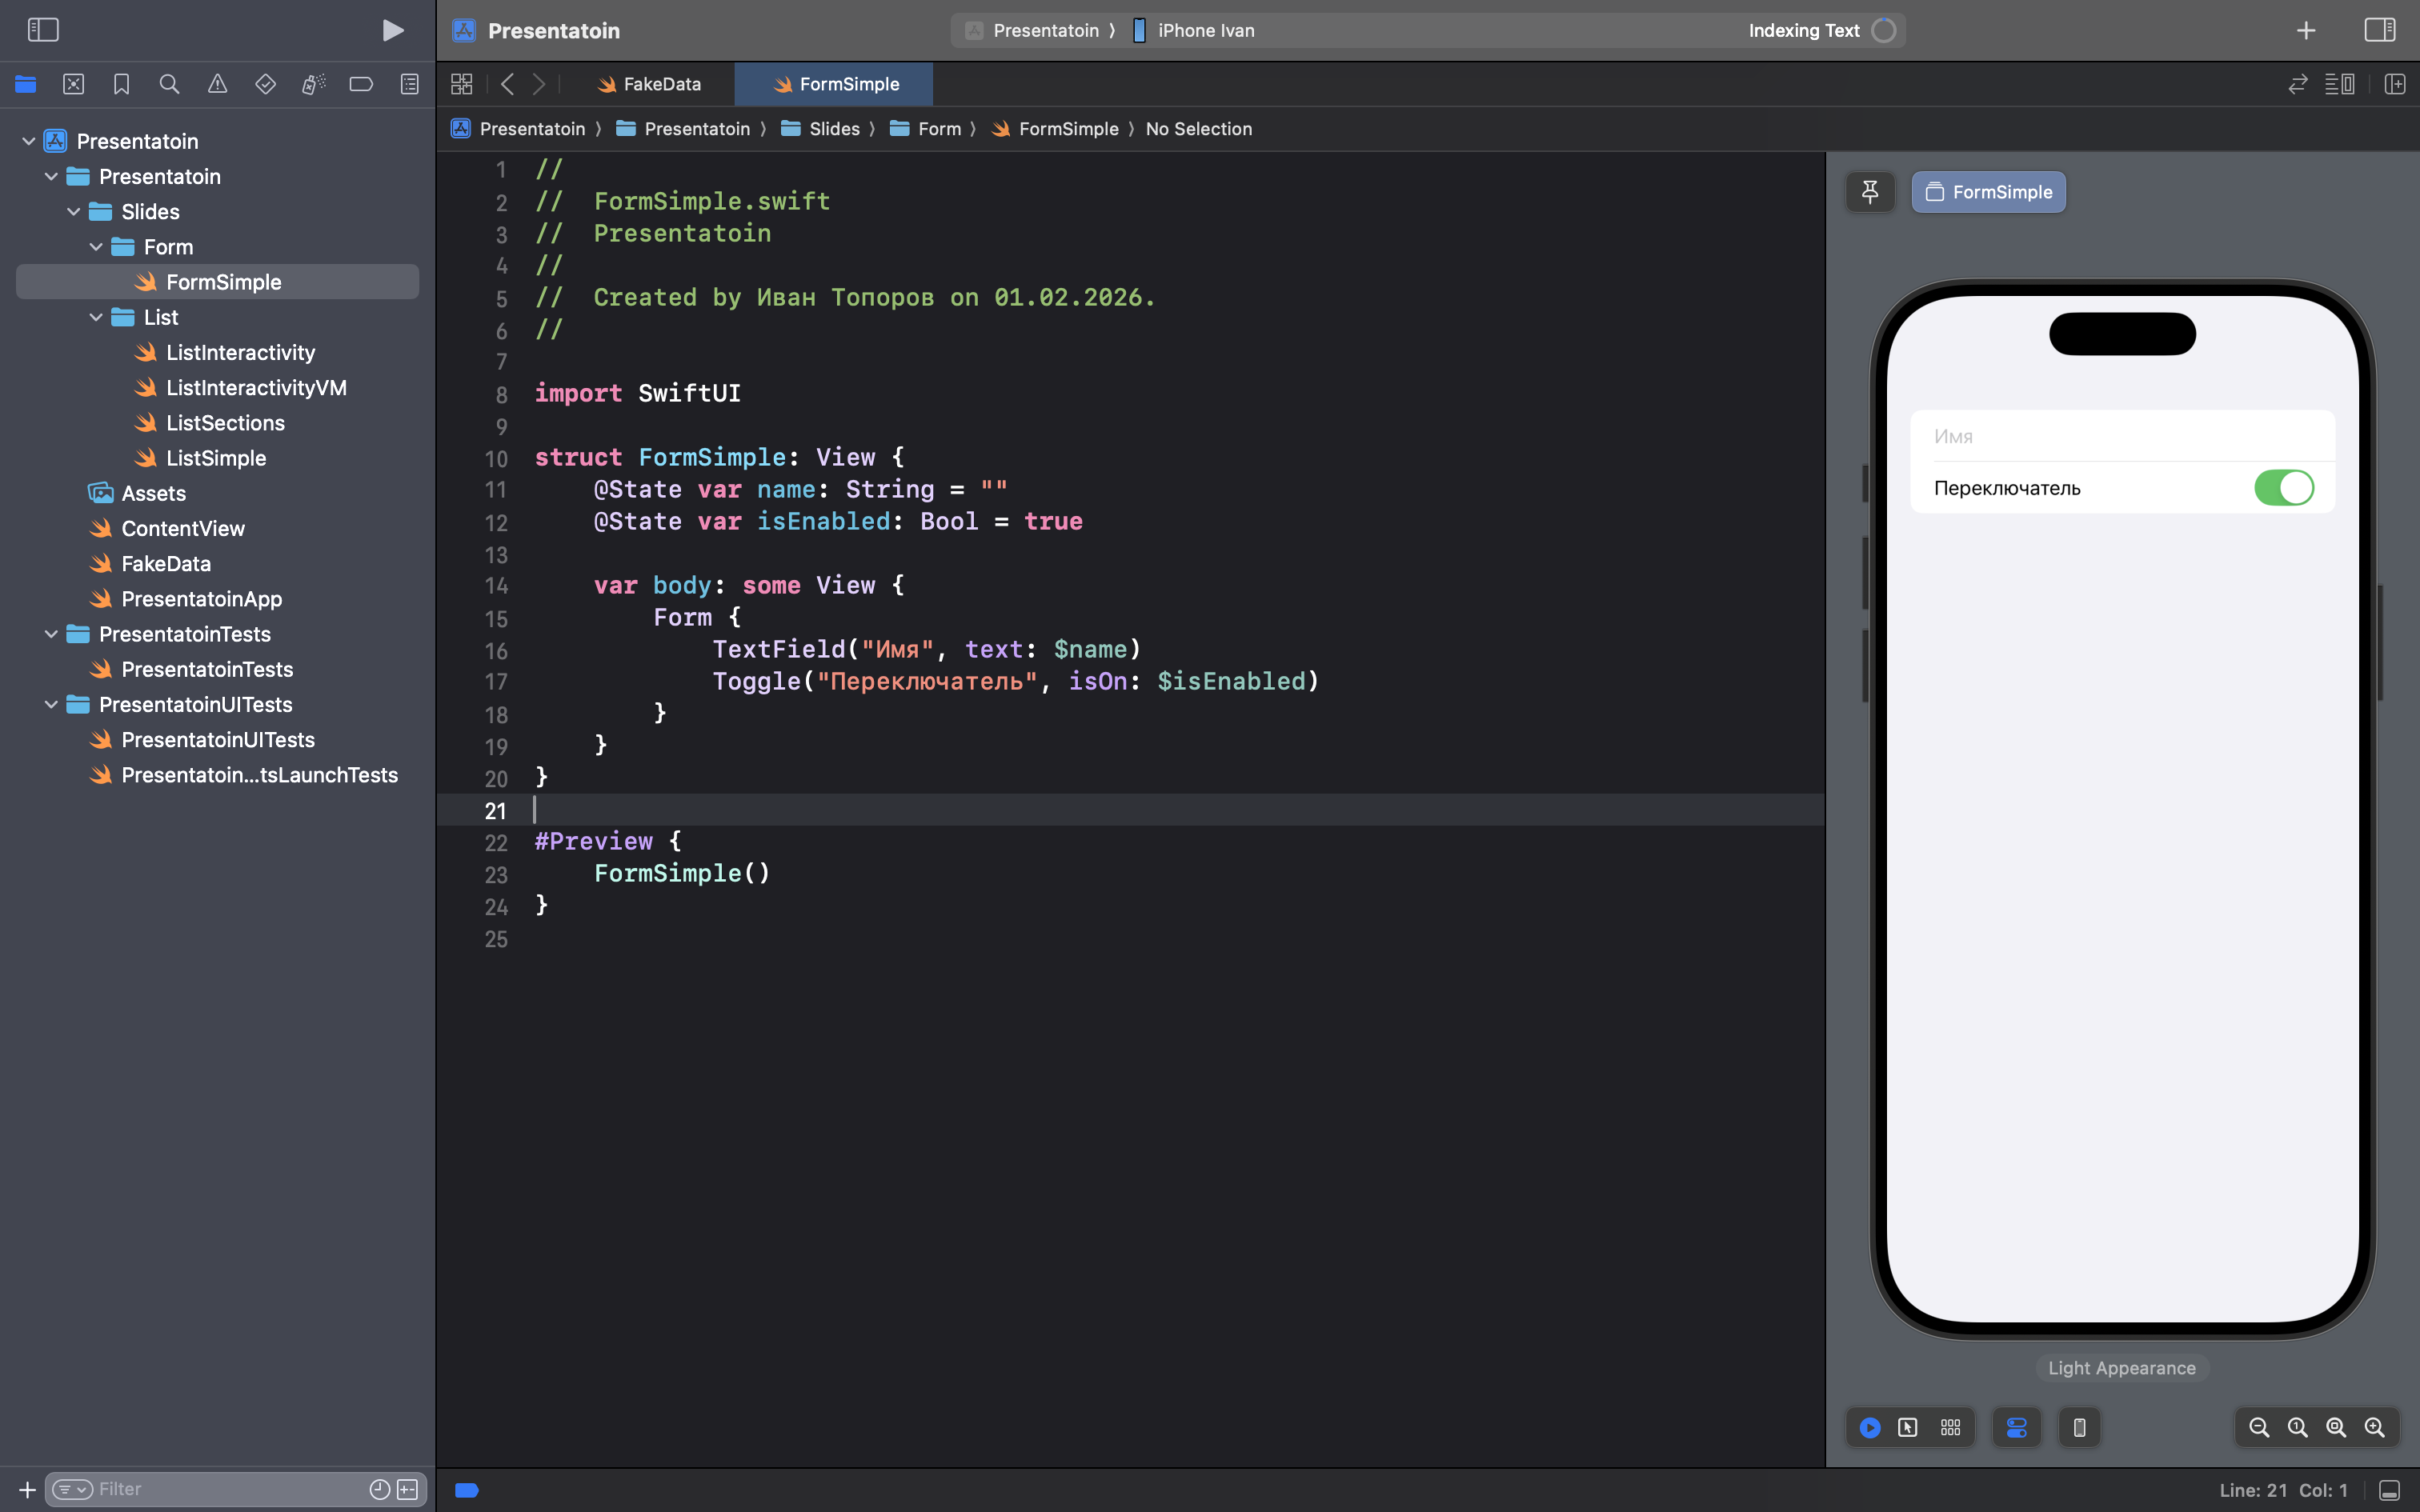 Presentatoin
Presentatoin
Slides
Form
FormSimple
List
ListInteractivity
ListInteractivityVM
ListSections
ListSimple
Assets
ContentView
FakeData
PresentatoinApp
PresentatoinTests
PresentatoinTests
PresentatoinUITests
PresentatoinUITests
Presentatoin...tsLaunchTests
Filter
Presentatoin
Presentatoin ⟩ iPhone Ivan
Indexing Text
FakeData
FormSimple
Presentatoin ⟩ Presentatoin ⟩ Slides ⟩ Form ⟩ FormSimple ⟩ No Selection
1 //
2 //  FormSimple.swift
3 //  Presentatoin
4 //
5 //  Created by Иван Топоров on 01.02.2026.
6 //
7
8 import SwiftUI
9
10 struct FormSimple: View {
11     @State var name: String = ""
12     @State var isEnabled: Bool = true
13
14     var body: some View {
15         Form {
16             TextField("Имя", text: $name)
17             Toggle("Переключатель", isOn: $isEnabled)
18         }
19     }
20 }
21
22 #Preview {
23     FormSimple()
24 }
25
FormSimple
Имя
Переключатель
Light Appearance
Line: 21 Col: 1